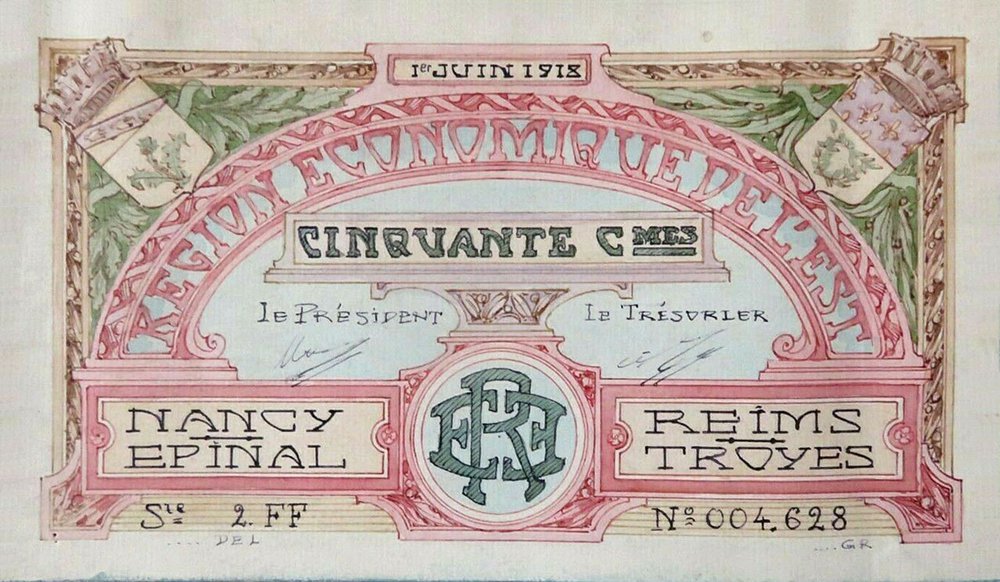 1er JUIN 1918
REGION ECONOMIQUE DE L'EST
CINQUANTE CMES
le PRÉSIDENT
LE TRÉSORIER
NANCY
EPINAL
REIMS
TROYES
Sie 2. FF
No 004.628
.... DEL
.... GR